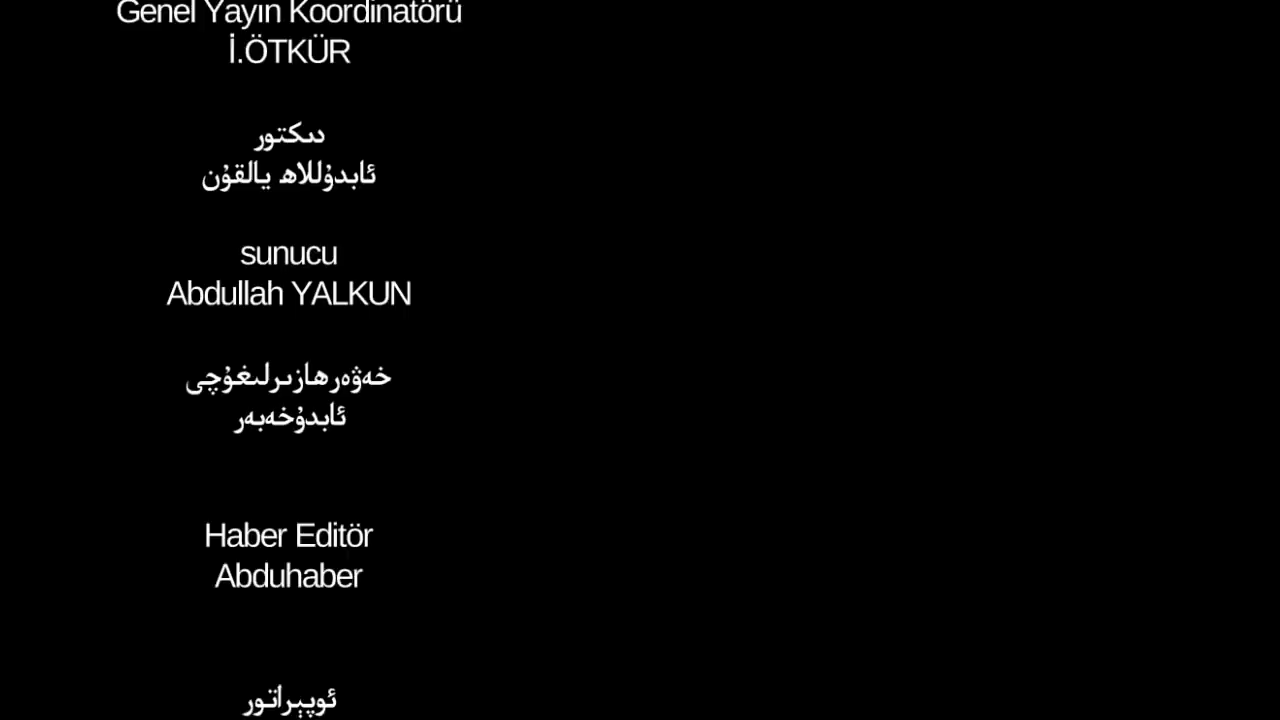 Genel Yayın Koordinatörü
İ.ÖTKÜR
دىكتور
ئابدۇللاھ يالقۇن
sunucu
Abdullah YALKUN
خەۋەرھازىرلىغۇچى
ئابدۇخەبەر
Haber Editör
Abduhaber
ئوپېراتور